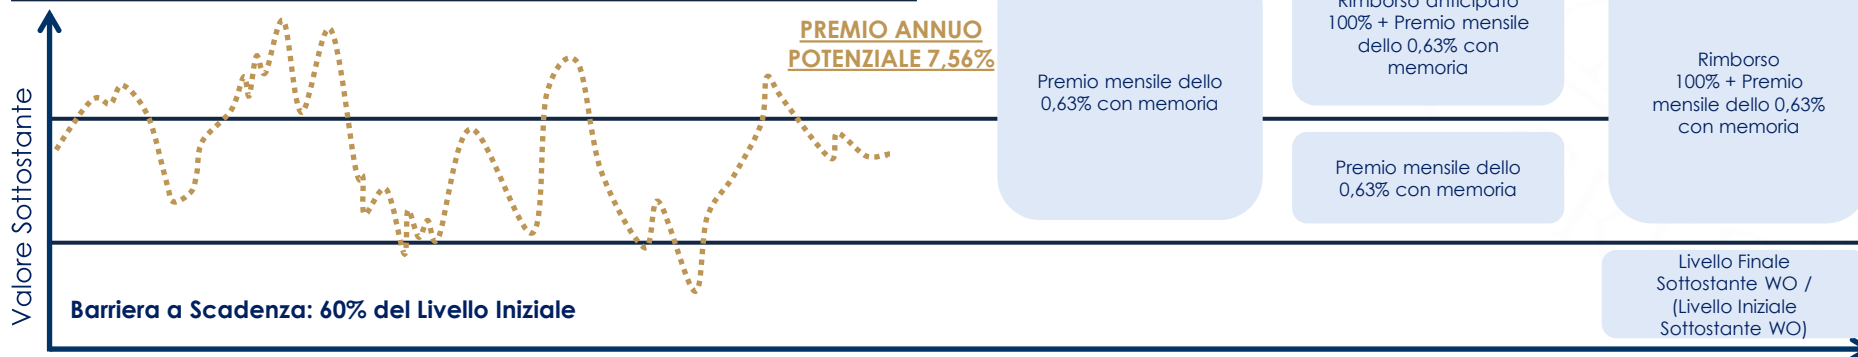 Valore Sottostante
PREMIO ANNUO
POTENZIALE 7,56%
Barriera a Scadenza: 60% del Livello Iniziale
Premio mensile dello
0,63% con memoria
Rimborso anticipato
100% + Premio mensile
dello 0,63% con
memoria
Premio mensile dello
0,63% con memoria
Rimborso
100% + Premio
mensile dello 0,63%
con memoria
Livello Finale
Sottostante WO /
(Livello Iniziale
Sottostante WO)